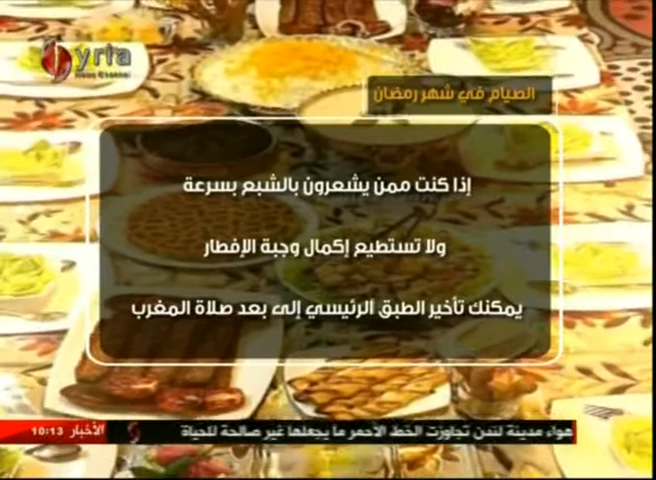 Syria
News Channel
الصيام في شهر رمضان
إذا كنت ممن يشعرون بالشبع بسرعة
ولا تستطيع إكمال وجبة الإفطار
يمكنك تأخير الطبق الرئيسي إلى بعد صلاة المغرب
هواء مدينة لندن تجاوزت الخط الأحمر ما يجعلها غير صالحة للحياة
الأخبار 10:13